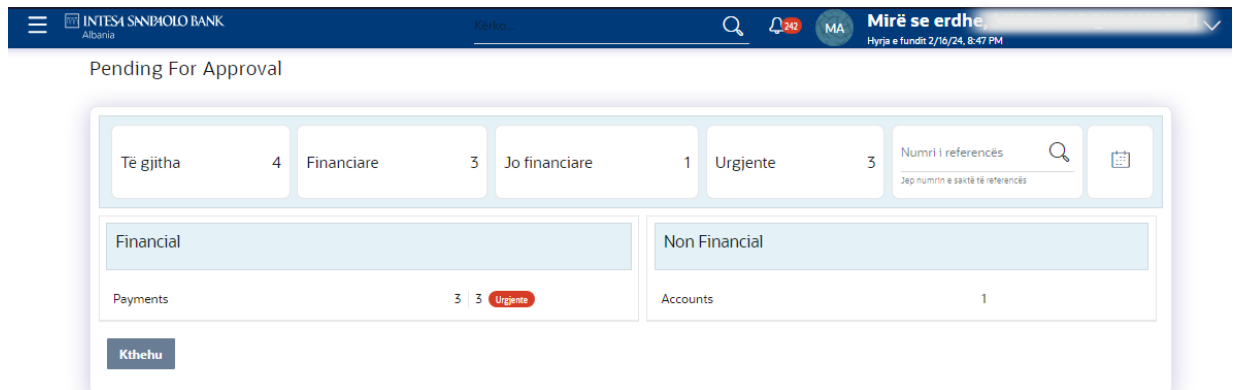 INTESA SANPAOLO BANK
Albania
Kërko...
242
MA
Mirë se erdhe,
Hyrja e fundit 2/16/24, 8:47 PM
Pending For Approval
Të gjitha 4
Financiare 3
Jo financiare 1
Urgjente 3
Numri i referencës
Jep numrin e saktë të referencës
Financial
Non Financial
Payments 3 3 Urgjente
Accounts 1
Kthehu